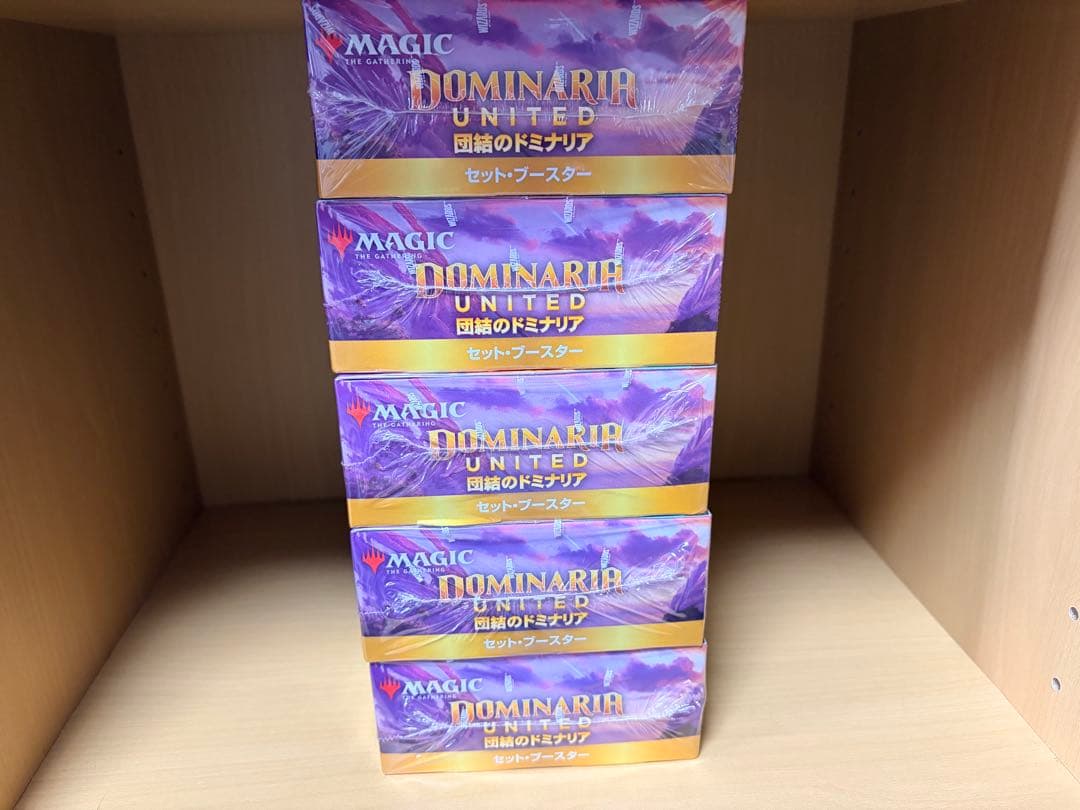 MAGIC
THE GATHERING
DOMINARIA
UNITED
団結のドミナリア
セット・ブースター
MAGIC
THE GATHERING
DOMINARIA
UNITED
団結のドミナリア
セット・ブースター
MAGIC
THE GATHERING
DOMINARIA
UNITED
団結のドミナリア
セット・ブースター
MAGIC
THE GATHERING
DOMINARIA
UNITED
団結のドミナリア
セット・ブースター
MAGIC
THE GATHERING
DOMINARIA
UNITED
団結のドミナリア
セット・ブースター
WIZARDS
WIZARDS
WIZARDS
WIZARDS